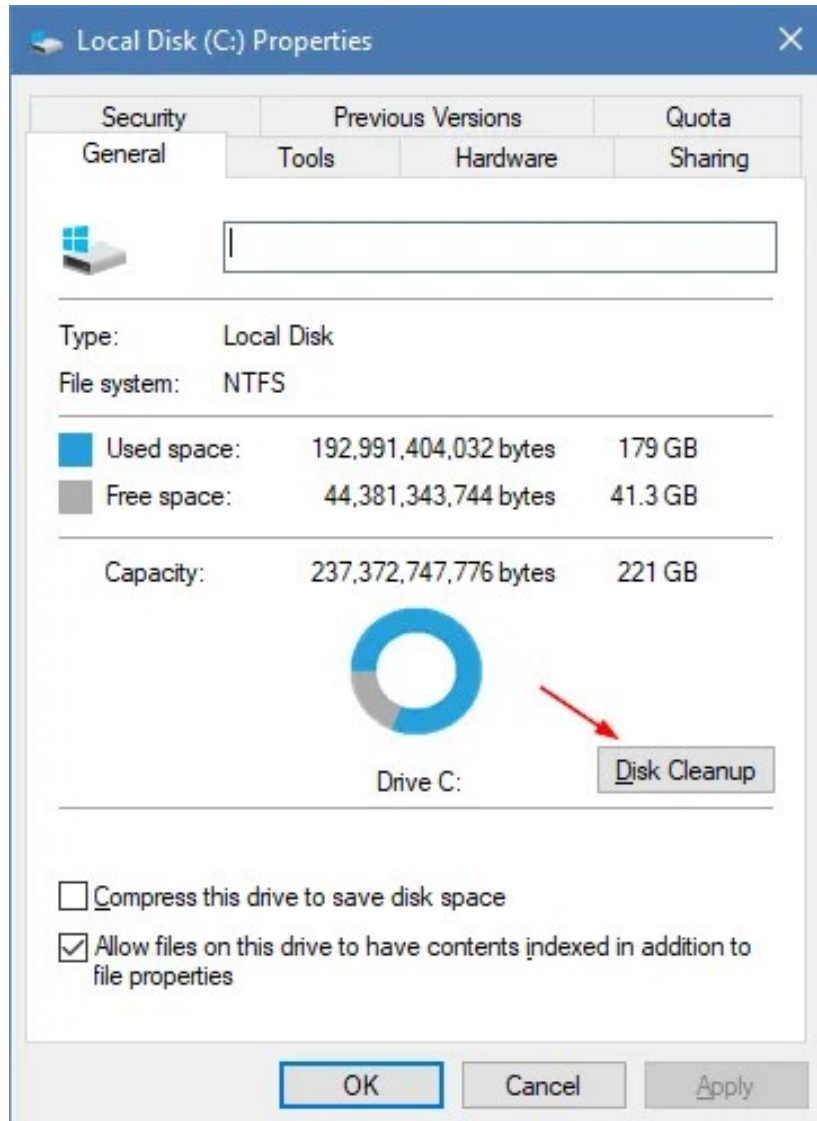 Local Disk (C:) Properties
Security Previous Versions Quota
General Tools Hardware Sharing
Type: Local Disk
File system: NTFS
Used space: 192,991,404,032 bytes 179 GB
Free space: 44,381,343,744 bytes 41.3 GB
Capacity: 237,372,747,776 bytes 221 GB
Drive C: Disk Cleanup
Compress this drive to save disk space
Allow files on this drive to have contents indexed in addition to
file properties
OK Cancel Apply